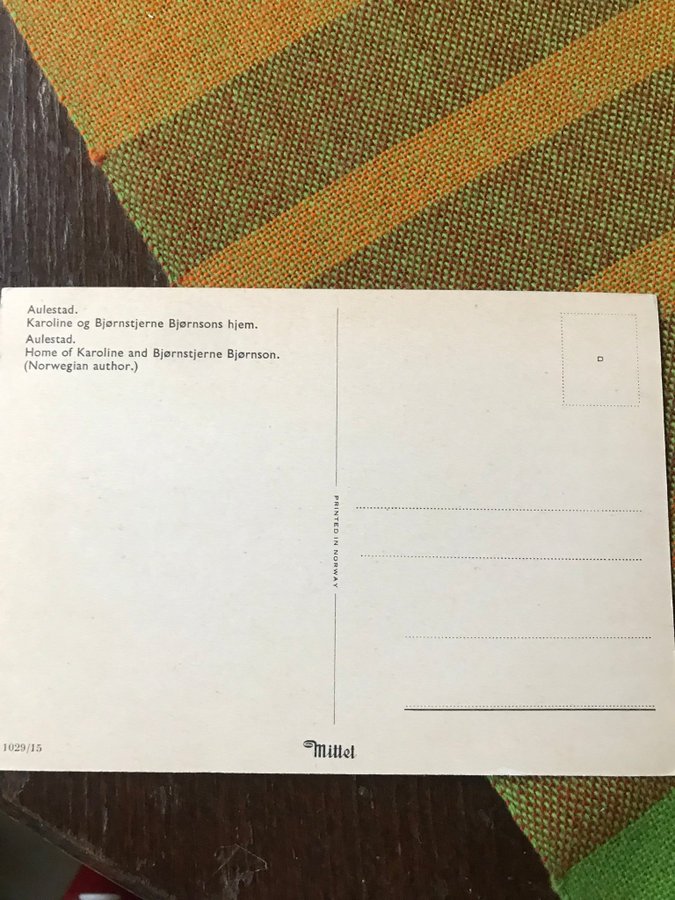 Aulestad.
Karoline og Bjørnstjerne Bjørnsons hjem.
Aulestad.
Home of Karoline and Bjørnstjerne Bjørnson.
(Norwegian author.)
PRINTED IN NORWAY
1029/15
Mittet